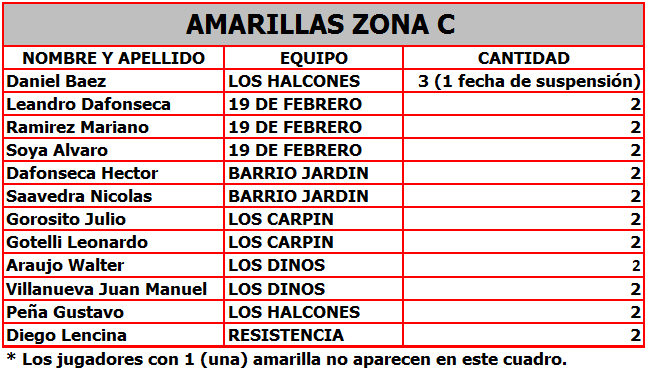 AMARILLAS ZONA C
NOMBRE Y APELLIDO EQUIPO CANTIDAD
Daniel Baez LOS HALCONES 3 (1 fecha de suspensión)
Leandro Dafonseca 19 DE FEBRERO 2
Ramirez Mariano 19 DE FEBRERO 2
Soya Alvaro 19 DE FEBRERO 2
Dafonseca Hector BARRIO JARDIN 2
Saavedra Nicolas BARRIO JARDIN 2
Gorosito Julio LOS CARPIN 2
Gotelli Leonardo LOS CARPIN 2
Araujo Walter LOS DINOS 2
Villanueva Juan Manuel LOS DINOS 2
Peña Gustavo LOS HALCONES 2
Diego Lencina RESISTENCIA 2
* Los jugadores con 1 (una) amarilla no aparecen en este cuadro.